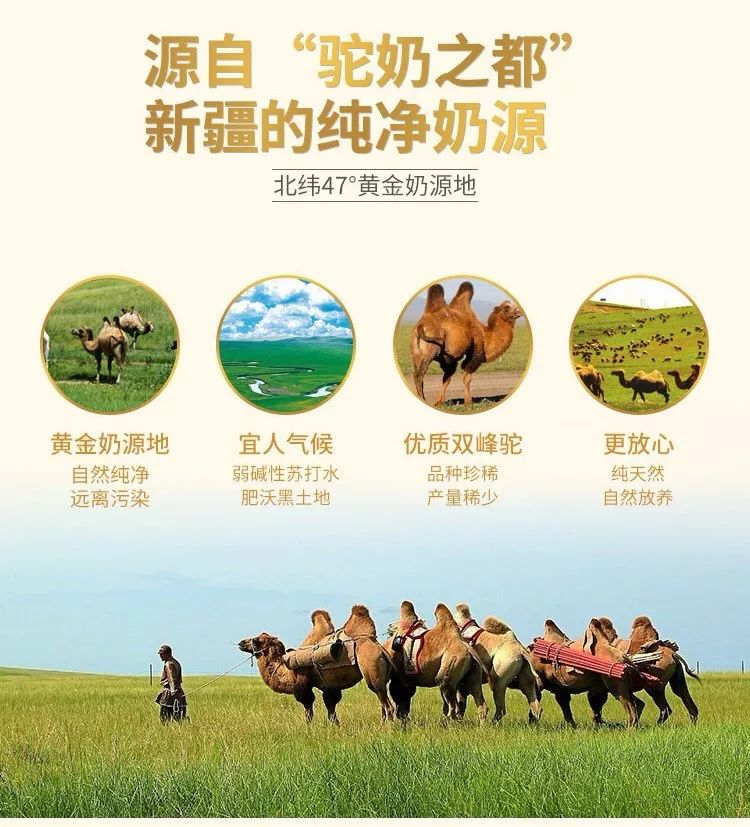 源自“驼奶之都”
新疆的纯净奶源
北纬47°黄金奶源地
黄金奶源地
自然纯净
远离污染
宜人气候
弱碱性苏打水
肥沃黑土地
优质双峰驼
品种珍稀
产量稀少
更放心
纯天然
自然放养